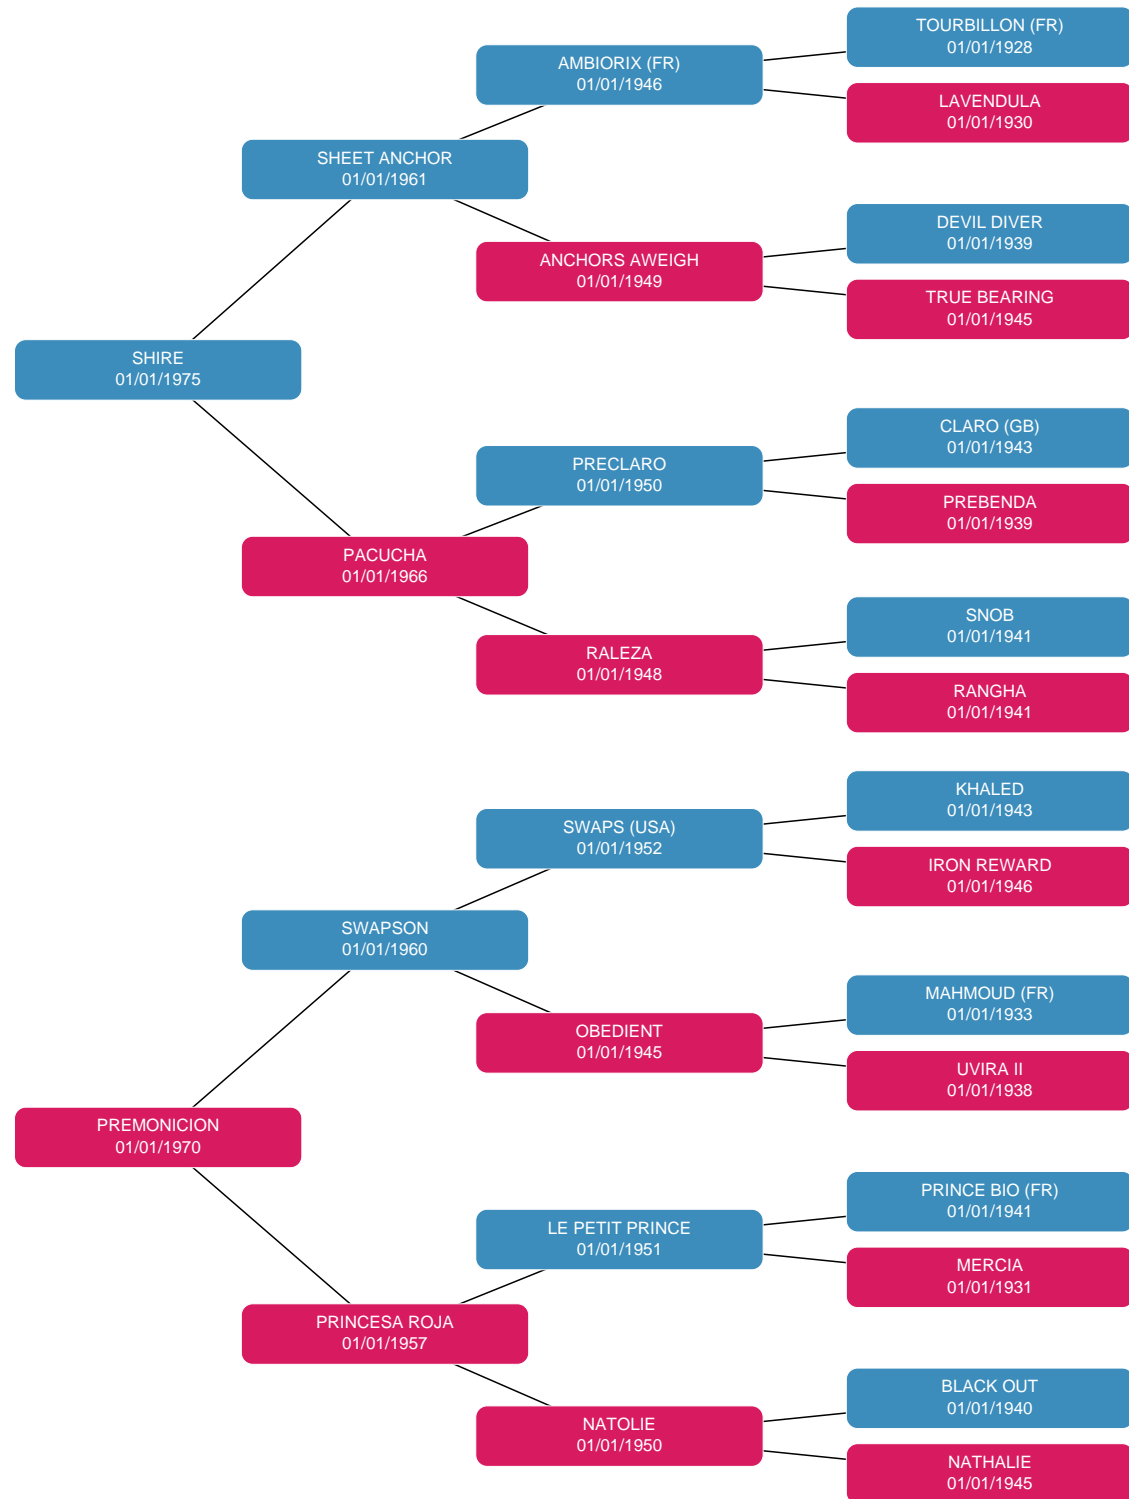 TOURBILLON (FR)
01/01/1928
AMBIORIX (FR)
01/01/1946
LAVENDULA
01/01/1930
SHEET ANCHOR
01/01/1961
DEVIL DIVER
01/01/1939
ANCHORS AWEIGH
01/01/1949
TRUE BEARING
01/01/1945
SHIRE
01/01/1975
CLARO (GB)
01/01/1943
PRECLARO
01/01/1950
PREBENDA
01/01/1939
PACUCHA
01/01/1966
SNOB
01/01/1941
RALEZA
01/01/1948
RANGHA
01/01/1941
KHALED
01/01/1943
SWAPS (USA)
01/01/1952
IRON REWARD
01/01/1946
SWAPSON
01/01/1960
MAHMOUD (FR)
01/01/1933
OBEDIENT
01/01/1945
UVIRA II
01/01/1938
PREMONICION
01/01/1970
PRINCE BIO (FR)
01/01/1941
LE PETIT PRINCE
01/01/1951
MERCIA
01/01/1931
PRINCESA ROJA
01/01/1957
BLACK OUT
01/01/1940
NATOLIE
01/01/1950
NATHALIE
01/01/1945